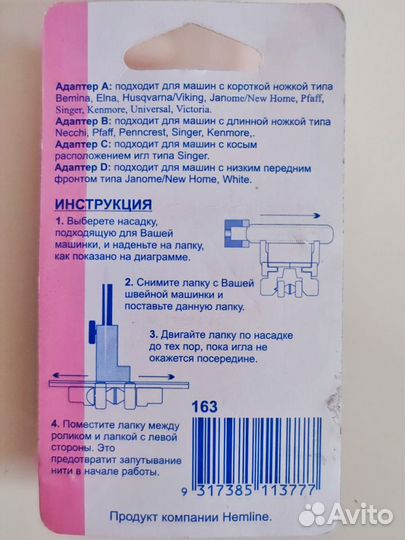 Адаптер A: подходит для машин с короткой ножкой типа
Bernina, Elna, Husqvarna/Viking, Janome/New Home, Pfaff,
Singer, Kenmore, Universal, Victoria.
Адаптер B: подходит для машин с длинной ножкой типа
Necchi, Pfaff, Penncrest, Singer, Kenmore,.
Адаптер C: подходит для машин с косым
расположением игл типа Singer.
Адаптер D: подходит для машин с низким передним
фронтом типа Janome/New Home, White.
ИНСТРУКЦИЯ
1. Выберете насадку,
подходящую для Вашей
машинки, и наденьте на лапку,
как показано на диаграмме.
2. Снимите лапку с Вашей
швейной машинки и
поставьте данную лапку.
3. Двигайте лапку по насадке
до тех пор, пока игла не
окажется посередине.
4. Поместите лапку между
роликом и лапкой с левой
стороны. Это
предотвратит запутывание
нити в начале работы.
163
9 317385 113777
Продукт компании Hemline.
Avito